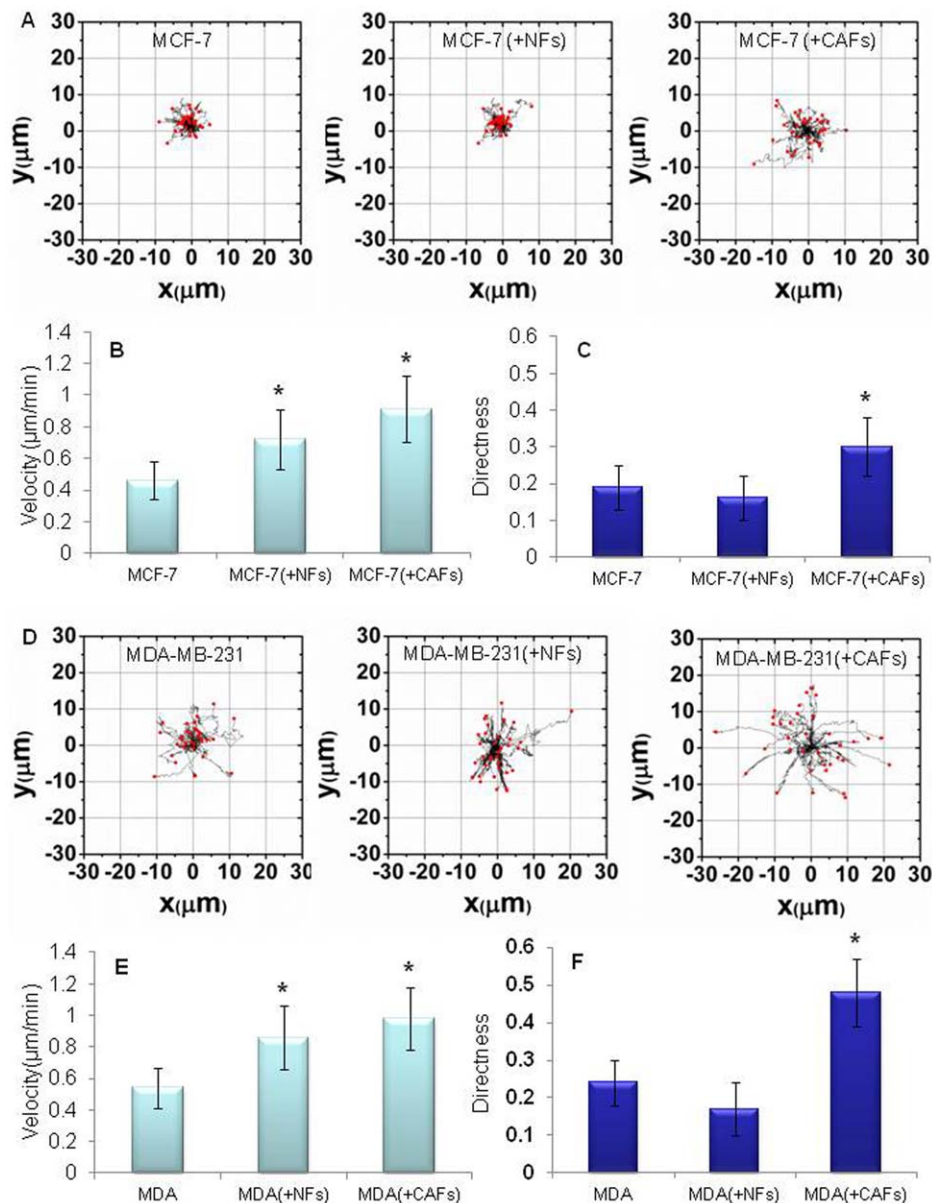 A
MCF-7
MCF-7 (+NFs)
MCF-7 (+CAFs)
30
20
10
0
-10
-20
-30
y(μm)
-30 -20 -10 0 10 20 30
x(μm)
30
20
10
0
-10
-20
-30
y(μm)
-30 -20 -10 0 10 20 30
x(μm)
30
20
10
0
-10
-20
-30
y(μm)
-30 -20 -10 0 10 20 30
x(μm)
B
1.4
1.2
1
0.8
0.6
0.4
0.2
0
Velocity (μm/min)
* *
MCF-7 MCF-7(+NFs) MCF-7(+CAFs)
C
0.6
0.5
0.4
0.3
0.2
0.1
0
Directness
*
MCF-7 MCF-7(+NFs) MCF-7(+CAFs)
D
MDA-MB-231
MDA-MB-231(+NFs)
MDA-MB-231(+CAFs)
30
20
10
0
-10
-20
-30
y(μm)
-30 -20 -10 0 10 20 30
x(μm)
30
20
10
0
-10
-20
-30
y(μm)
-30 -20 -10 0 10 20 30
x(μm)
30
20
10
0
-10
-20
-30
y(μm)
-30 -20 -10 0 10 20 30
x(μm)
E
1.4
1.2
1
0.8
0.6
0.4
0.2
0
Velocity(μm/min)
* *
MDA MDA(+NFs) MDA(+CAFs)
F
0.6
0.5
0.4
0.3
0.2
0.1
0
Directness
*
MDA MDA(+NFs) MDA(+CAFs)